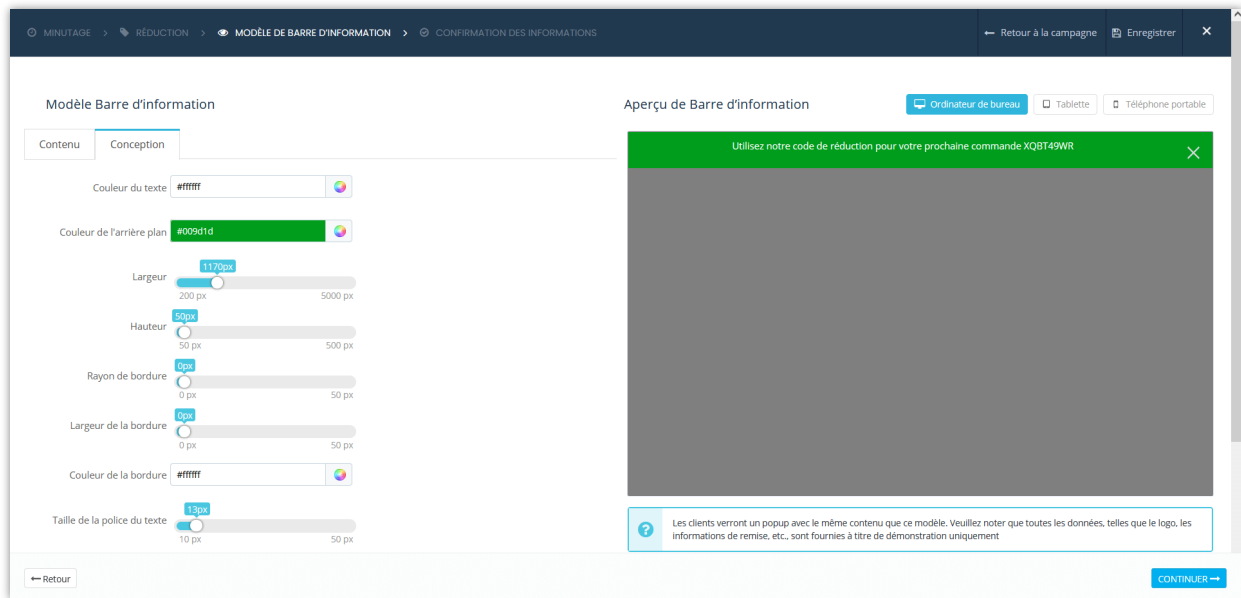 MINUTAGE > RÉDUCTION > MODÈLE DE BARRE D'INFORMATION > CONFIRMATION DES INFORMATIONS
← Retour à la campagne Enregistrer ×
Modèle Barre d'information
Contenu Conception
Couleur du texte #ffffff
Couleur de l'arrière plan #009d1d
1170px
Largeur
200 px 5000 px
50px
Hauteur
50 px 500 px
0px
Rayon de bordure
0 px 50 px
0px
Largeur de la bordure
0 px 50 px
Couleur de la bordure #ffffff
13px
Taille de la police du texte
10 px 50 px
Aperçu de Barre d'information
Ordinateur de bureau Tablette Téléphone portable
Utilisez notre code de réduction pour votre prochaine commande XQBT49WR
Les clients verront un popup avec le même contenu que ce modèle. Veuillez noter que toutes les données, telles que le logo, les
informations de remise, etc., sont fournies à titre de démonstration uniquement
← Retour
CONTINUER →